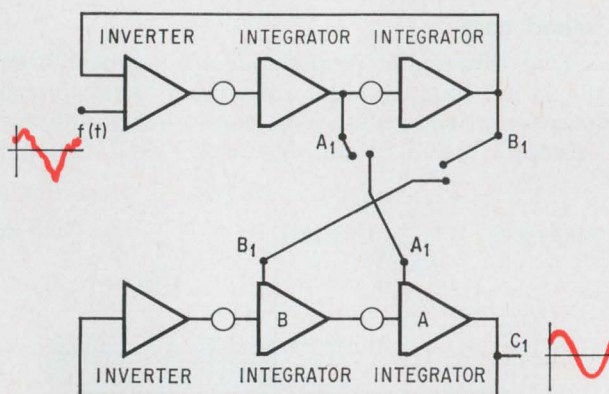 INVERTER INTEGRATOR INTEGRATOR
f(t)
A1 B1
B1 A1
B A
C1
INVERTER INTEGRATOR INTEGRATOR